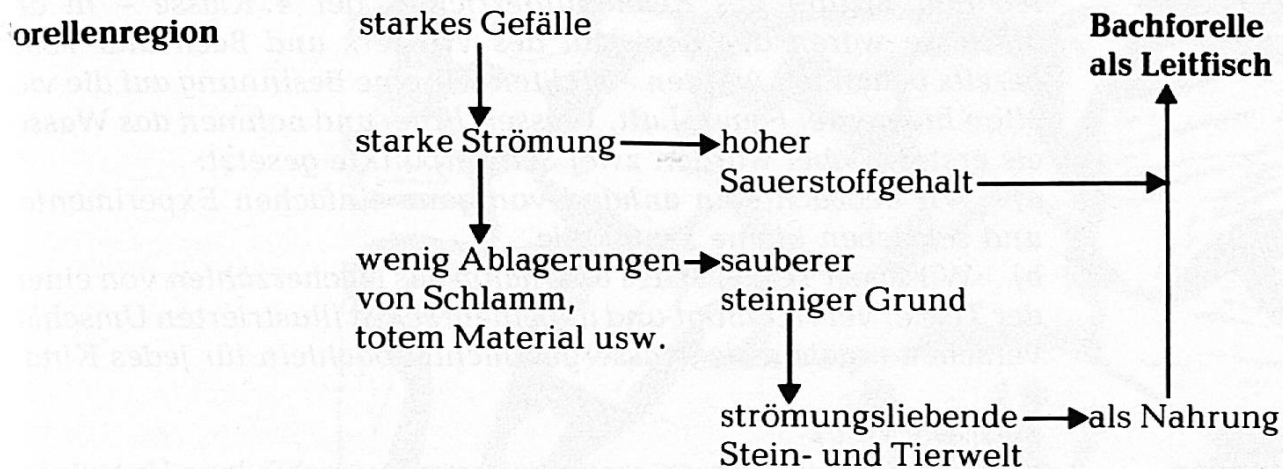 orellenregion
starkes Gefälle
Bachforelle
als Leitfisch
starke Strömung
hoher
Sauerstoffgehalt
wenig Ablagerungen
von Schlamm,
totem Material usw.
sauberer
steiniger Grund
strömungsliebende
Stein- und Tierwelt
als Nahrung